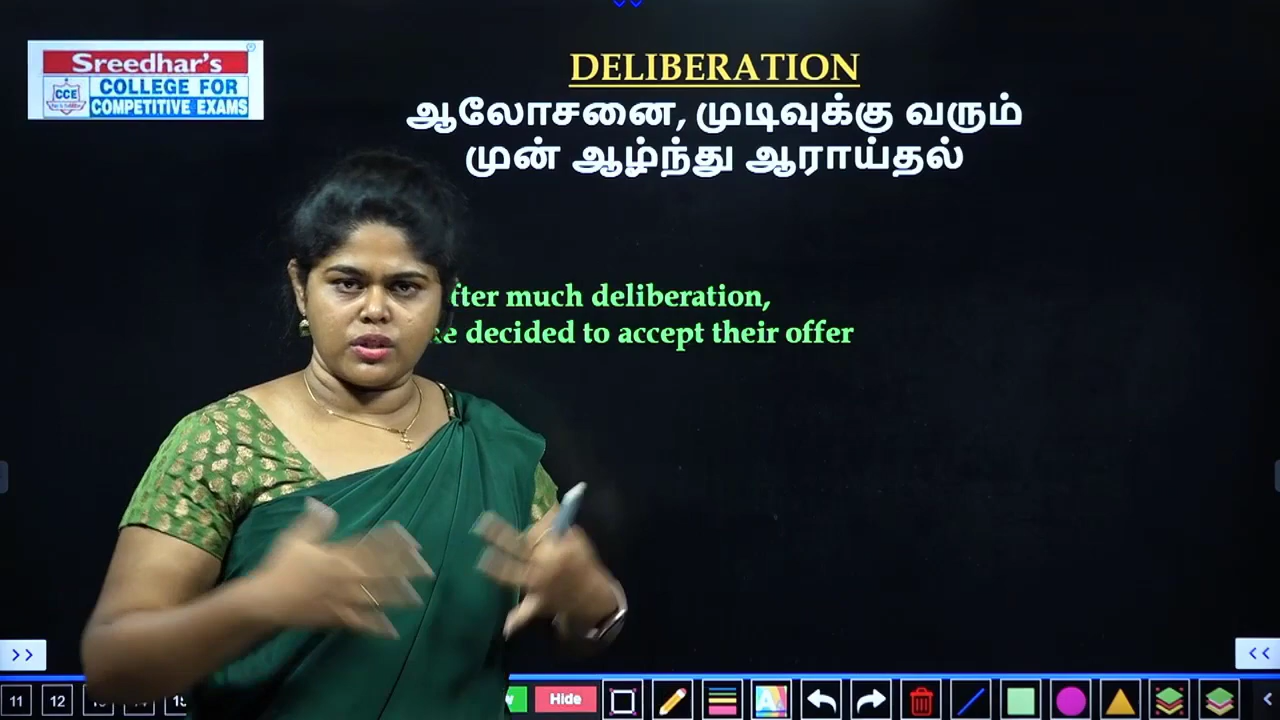 Sreedhar's
CCE
COLLEGE FOR
COMPETITIVE EXAMS
DELIBERATION
ஆலோசனை, முடிவுக்கு வரும்
முன் ஆழ்ந்து ஆராய்தல்
fter much deliberation,
decided to accept their offer
>>
<<
11
12
15
Hide